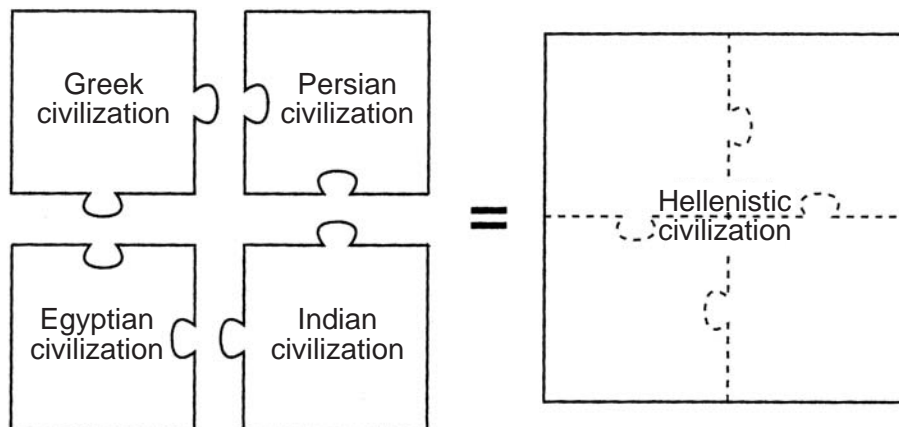 Greek
civilization
Persian
civilization
Egyptian
civilization
Indian
civilization
=
Hellenistic
civilization